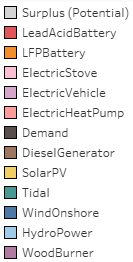 Surplus (Potential)
LeadAcidBattery
LFPBattery
ElectricStove
ElectricVehicle
ElectricHeatPump
Demand
DieselGenerator
SolarPV
Tidal
WindOnshore
HydroPower
WoodBurner